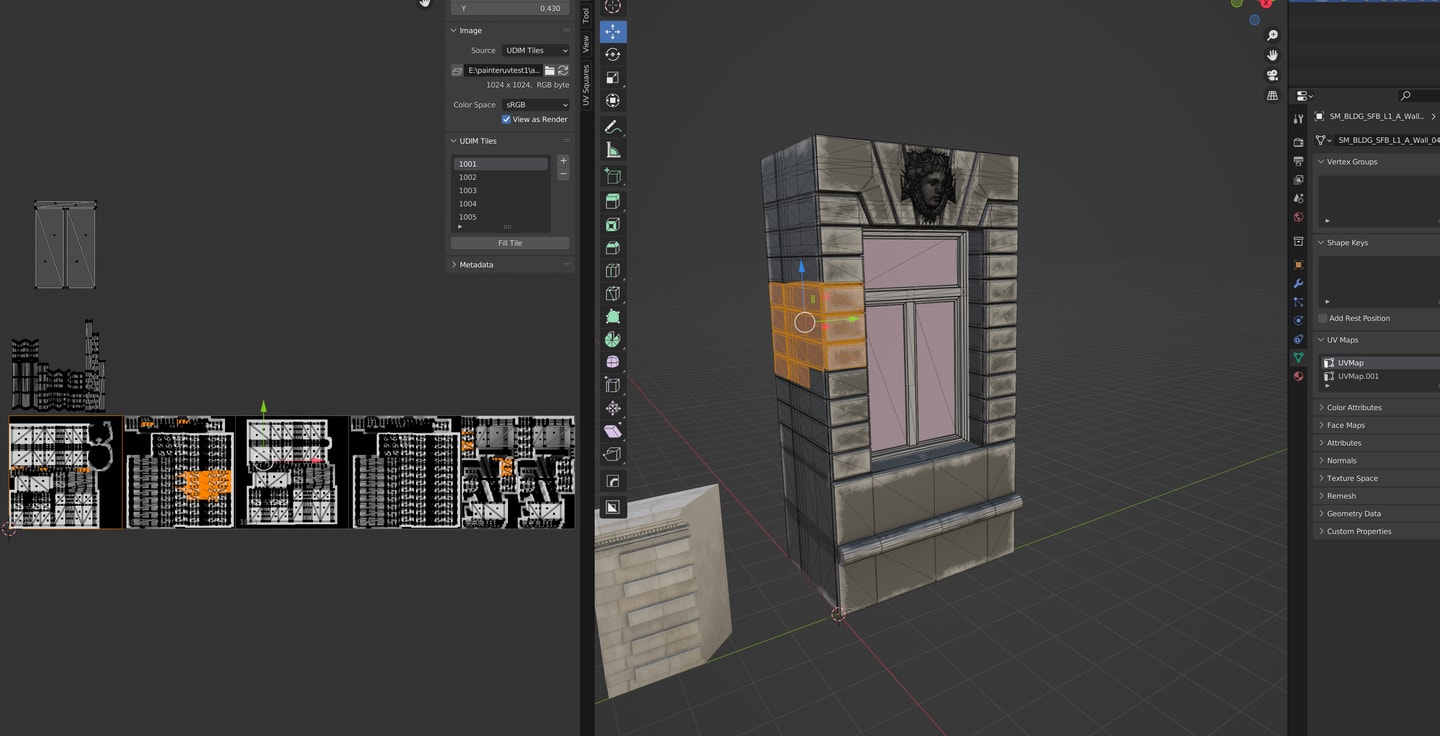 Y 0.430
Image
Source UDIM Tiles
E:\painteruvtest1\a...
1024 x 1024, RGB byte
Color Space sRGB
View as Render
UDIM Tiles
1001
1002
1003
1004
1005
Fill Tile
Metadata
Tool
View
UV Squares
SM_BLDG_SFB_L1_A_Wall...
SM_BLDG_SFB_L1_A_Wall_04
Vertex Groups
Shape Keys
Add Rest Position
UV Maps
UVMap
UVMap.001
Color Attributes
Face Maps
Attributes
Normals
Texture Space
Remesh
Geometry Data
Custom Properties